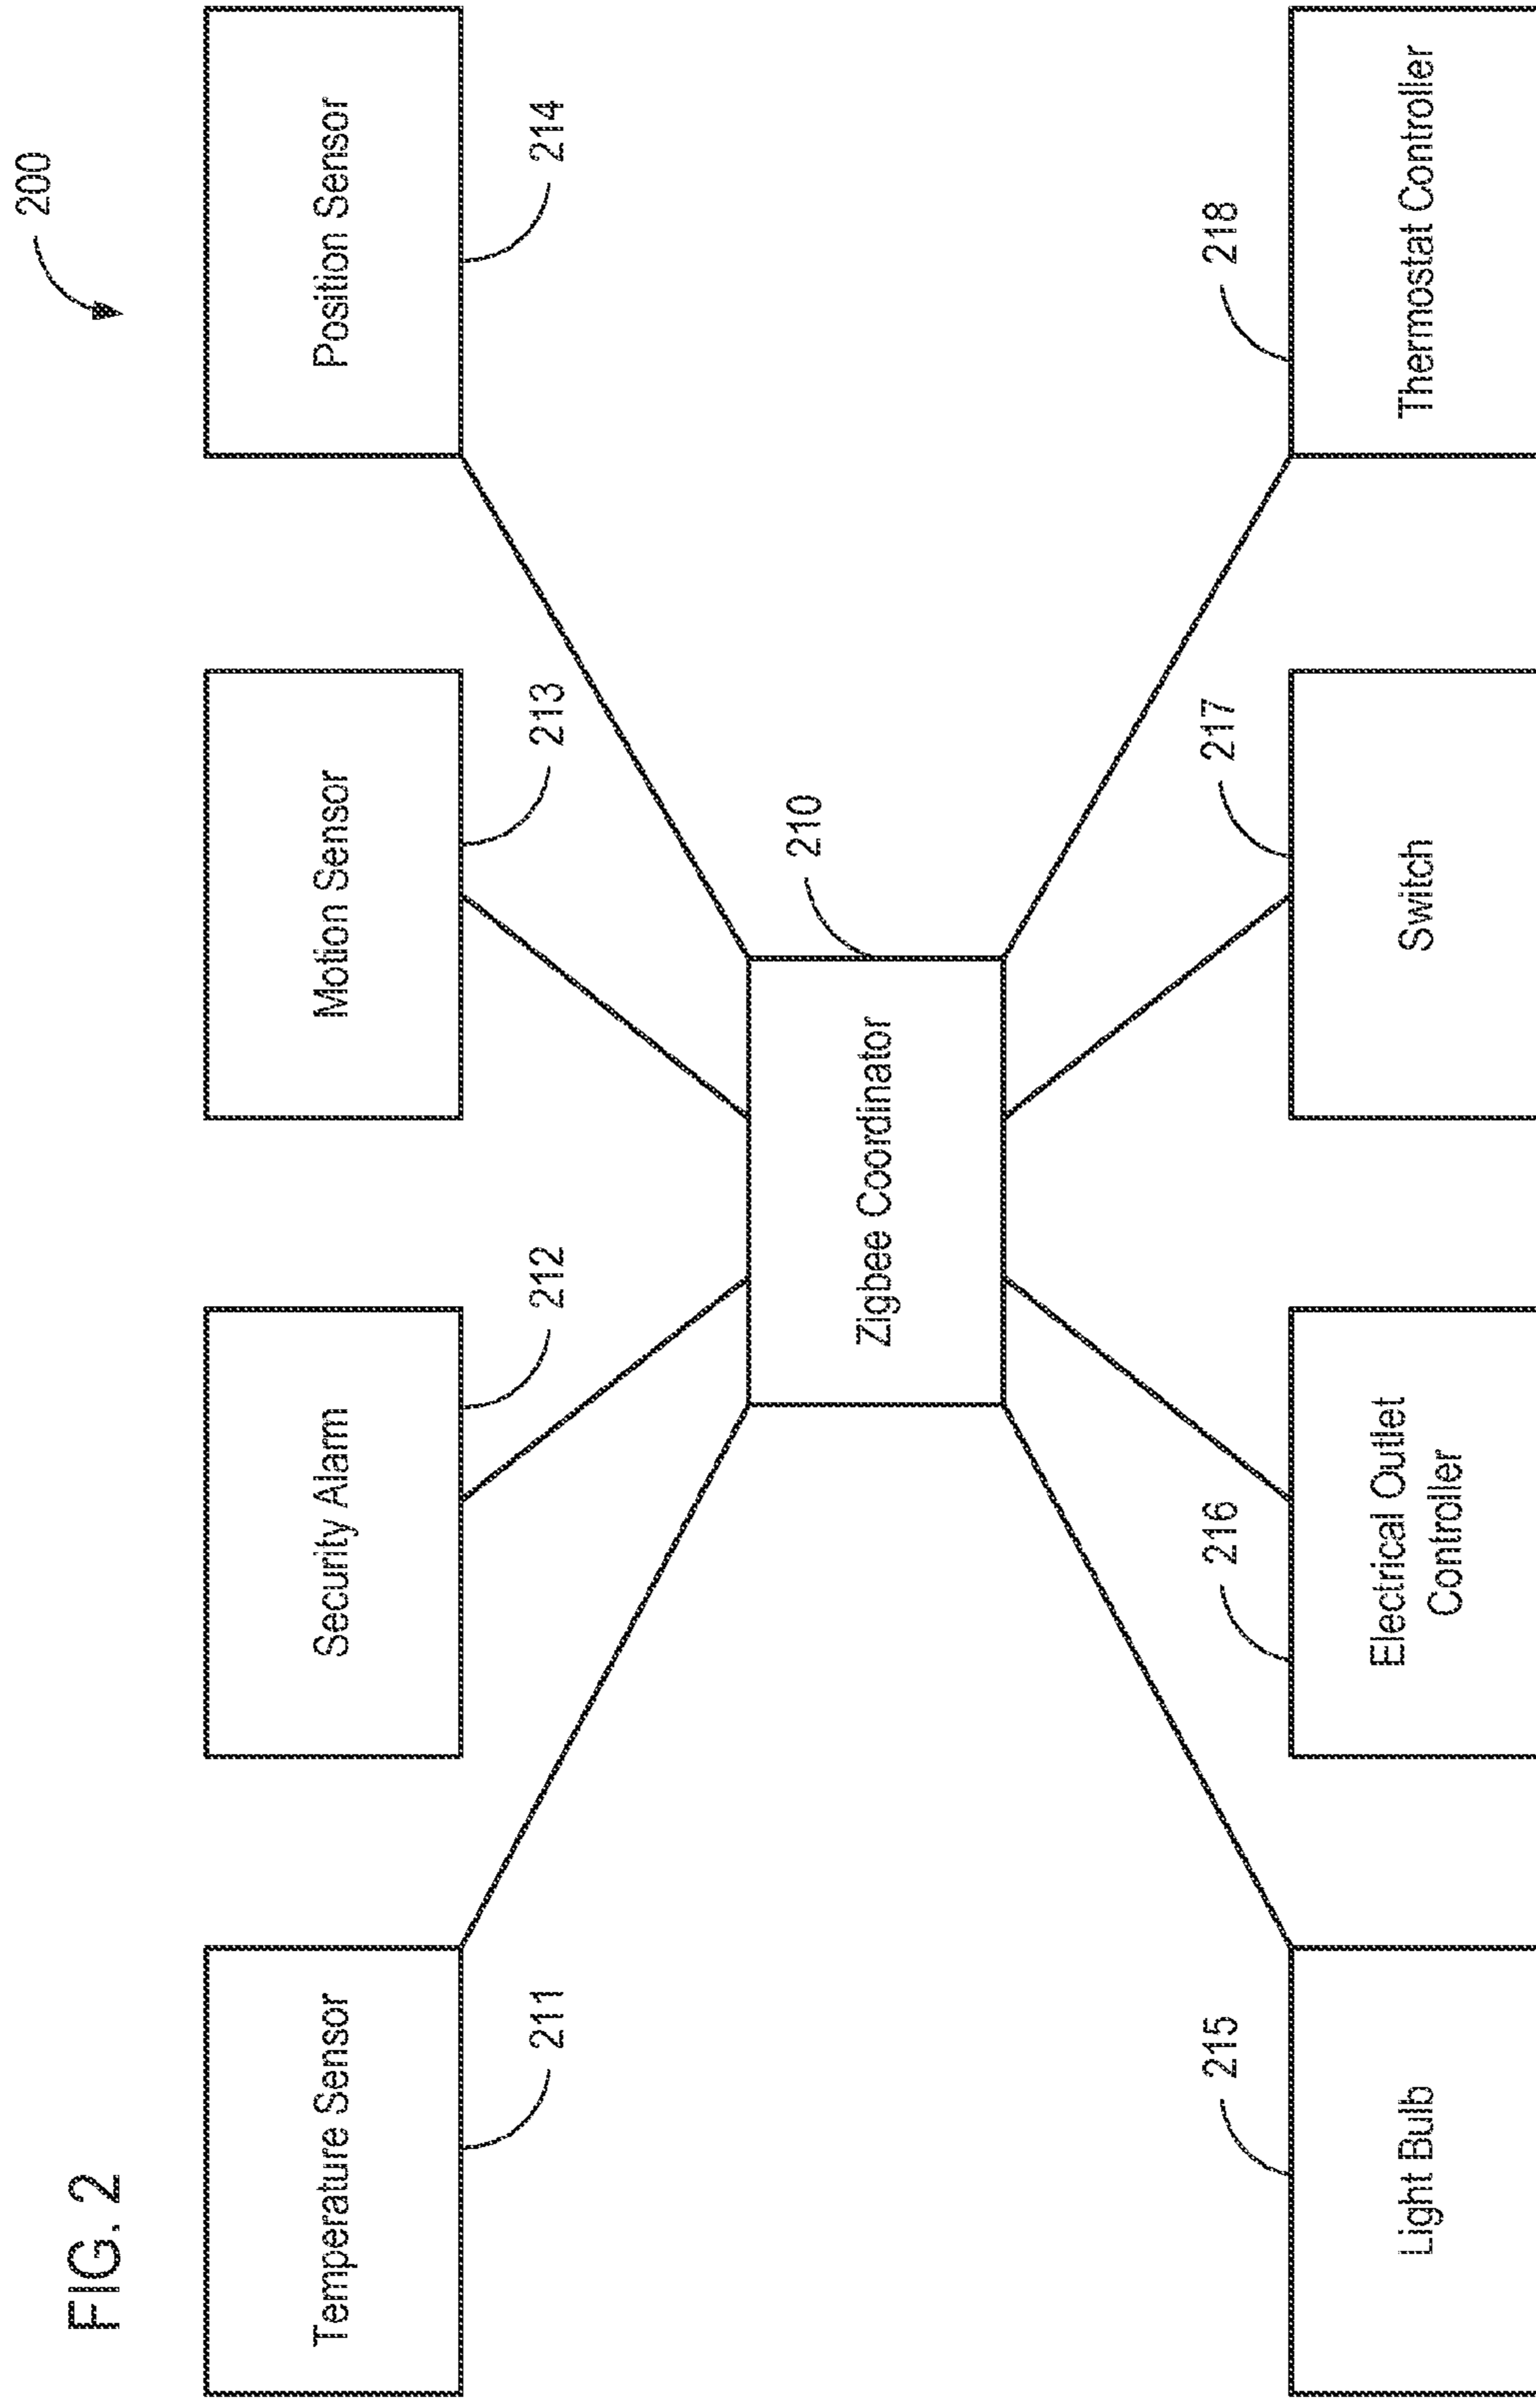 FIG. 2
200
Temperature Sensor
Security Alarm
Motion Sensor
Position Sensor
211
212
213
214
Zigbee Coordinator
210
215
216
217
218
Light Bulb
Electrical Outlet
Controller
Switch
Thermostat Controller